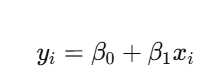 yᵢ = β₀ + β₁xᵢ